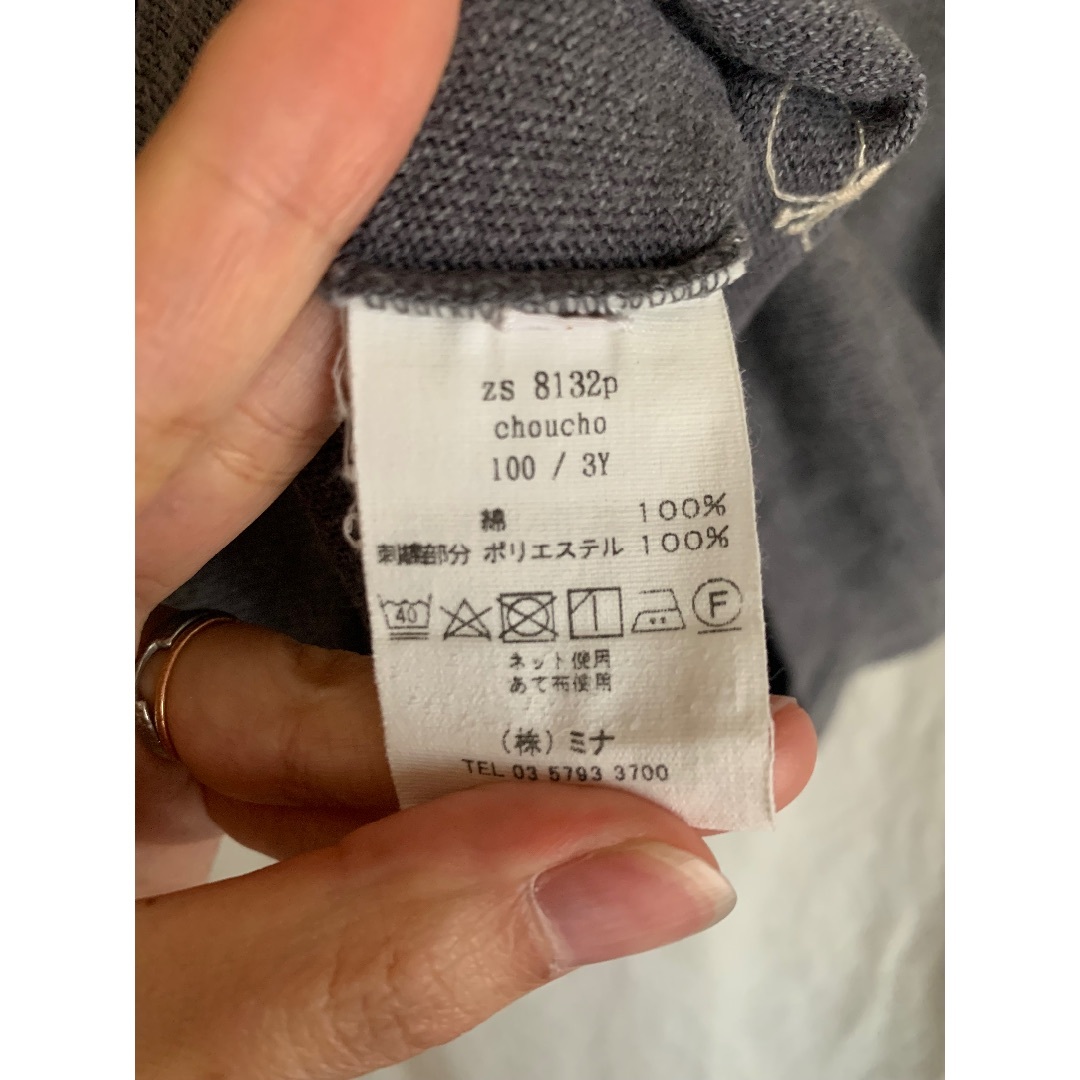 zs 8132p
choucho
100 / 3Y
綿 100%
刺繍部分 ポリエステル 100%
40 F
ネット使用
あて布使用
(株)ミナ
TEL 03 5793 3700